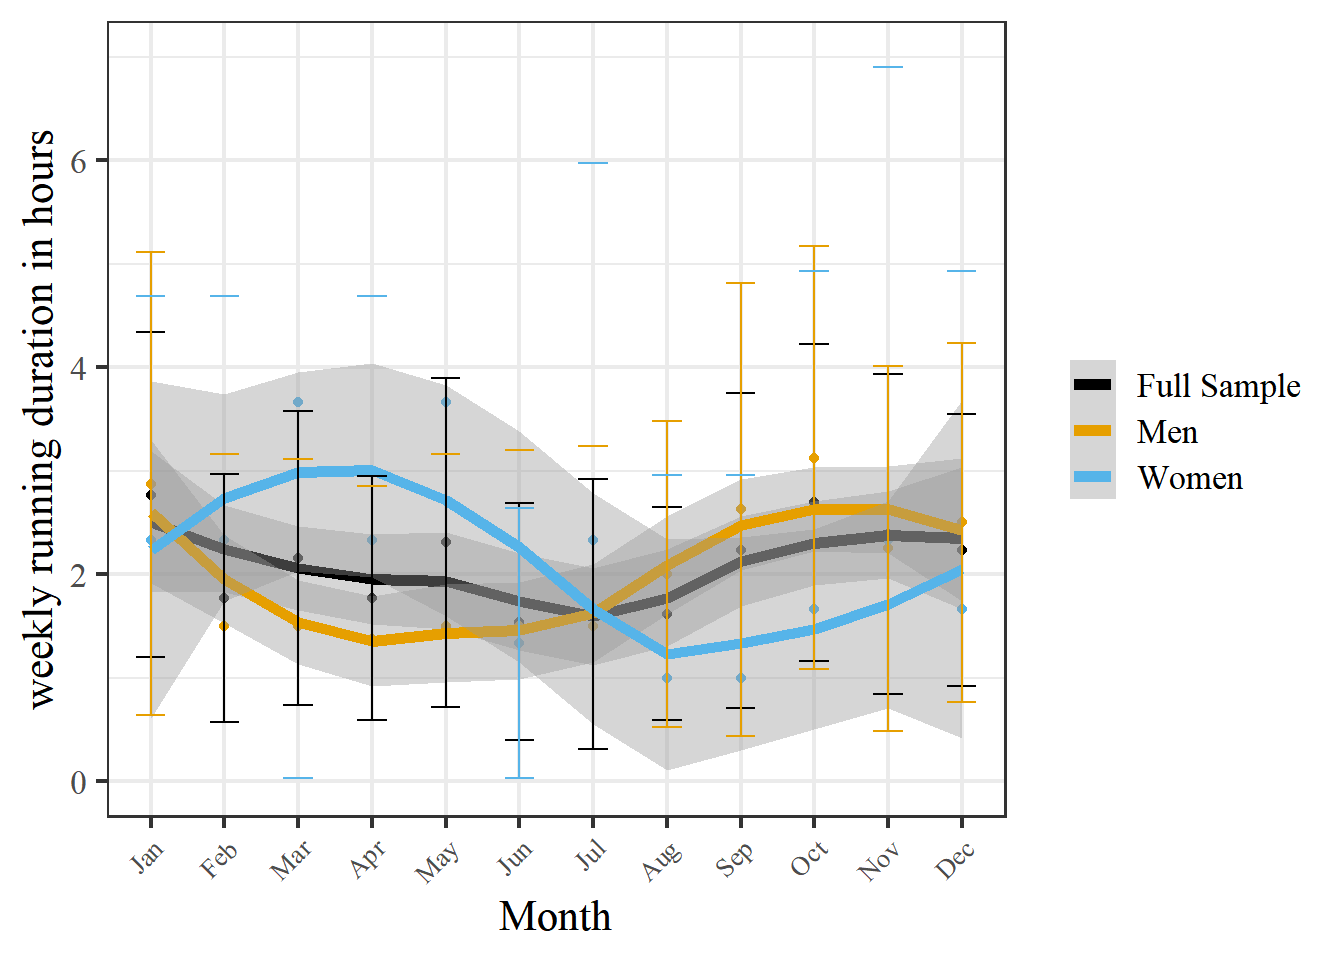 weekly running duration in hours
6
4
2
0
Jan
Feb
Mar
Apr
May
Jun
Jul
Aug
Sep
Oct
Nov
Dec
Month
Full Sample
Men
Women